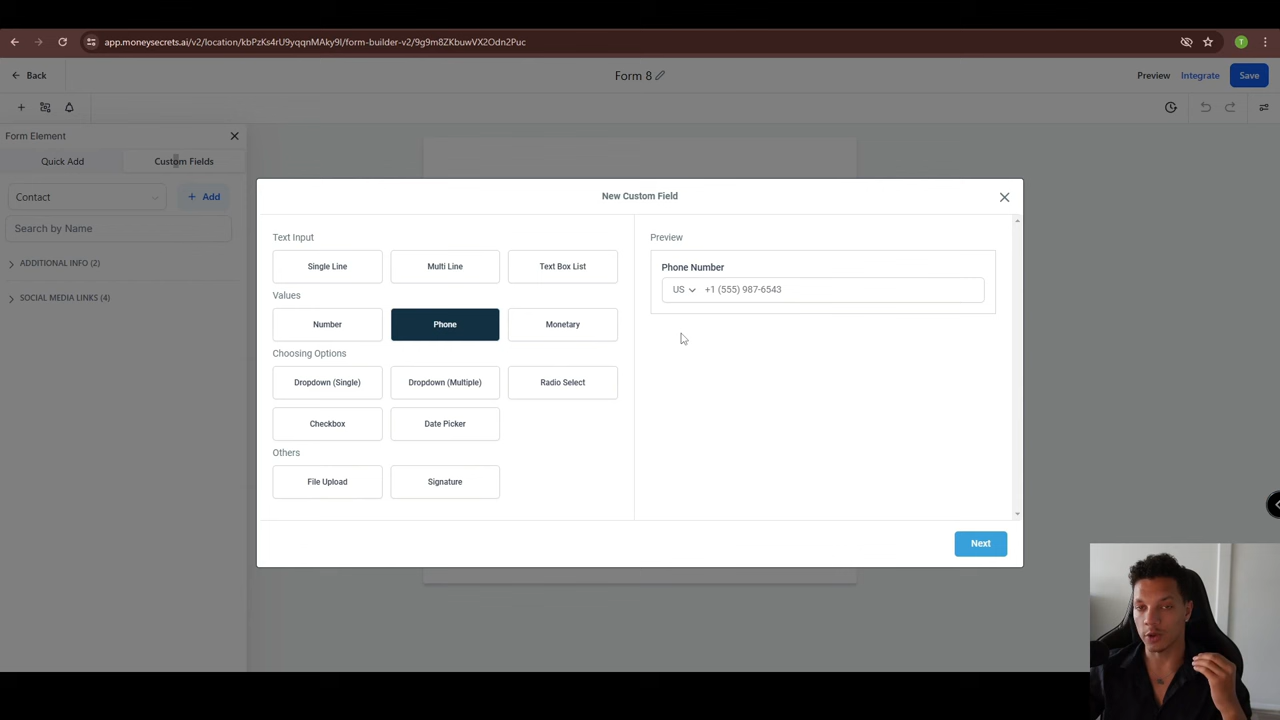 app.moneysecrets.ai/v2/location/kbPzKs4rU9yqqnMAky9I/form-builder-v2/9g9m8ZKbuwVX2Odn2Puc
T
Back
Form 8
Preview
Integrate
Save
Form Element
Quick Add
Custom Fields
Contact
+ Add
Search by Name
ADDITIONAL INFO (2)
SOCIAL MEDIA LINKS (4)
New Custom Field
Text Input
Single Line
Multi Line
Text Box List
Values
Number
Phone
Monetary
Choosing Options
Dropdown (Single)
Dropdown (Multiple)
Radio Select
Checkbox
Date Picker
Others
File Upload
Signature
Preview
Phone Number
US +1 (555) 987-6543
Next